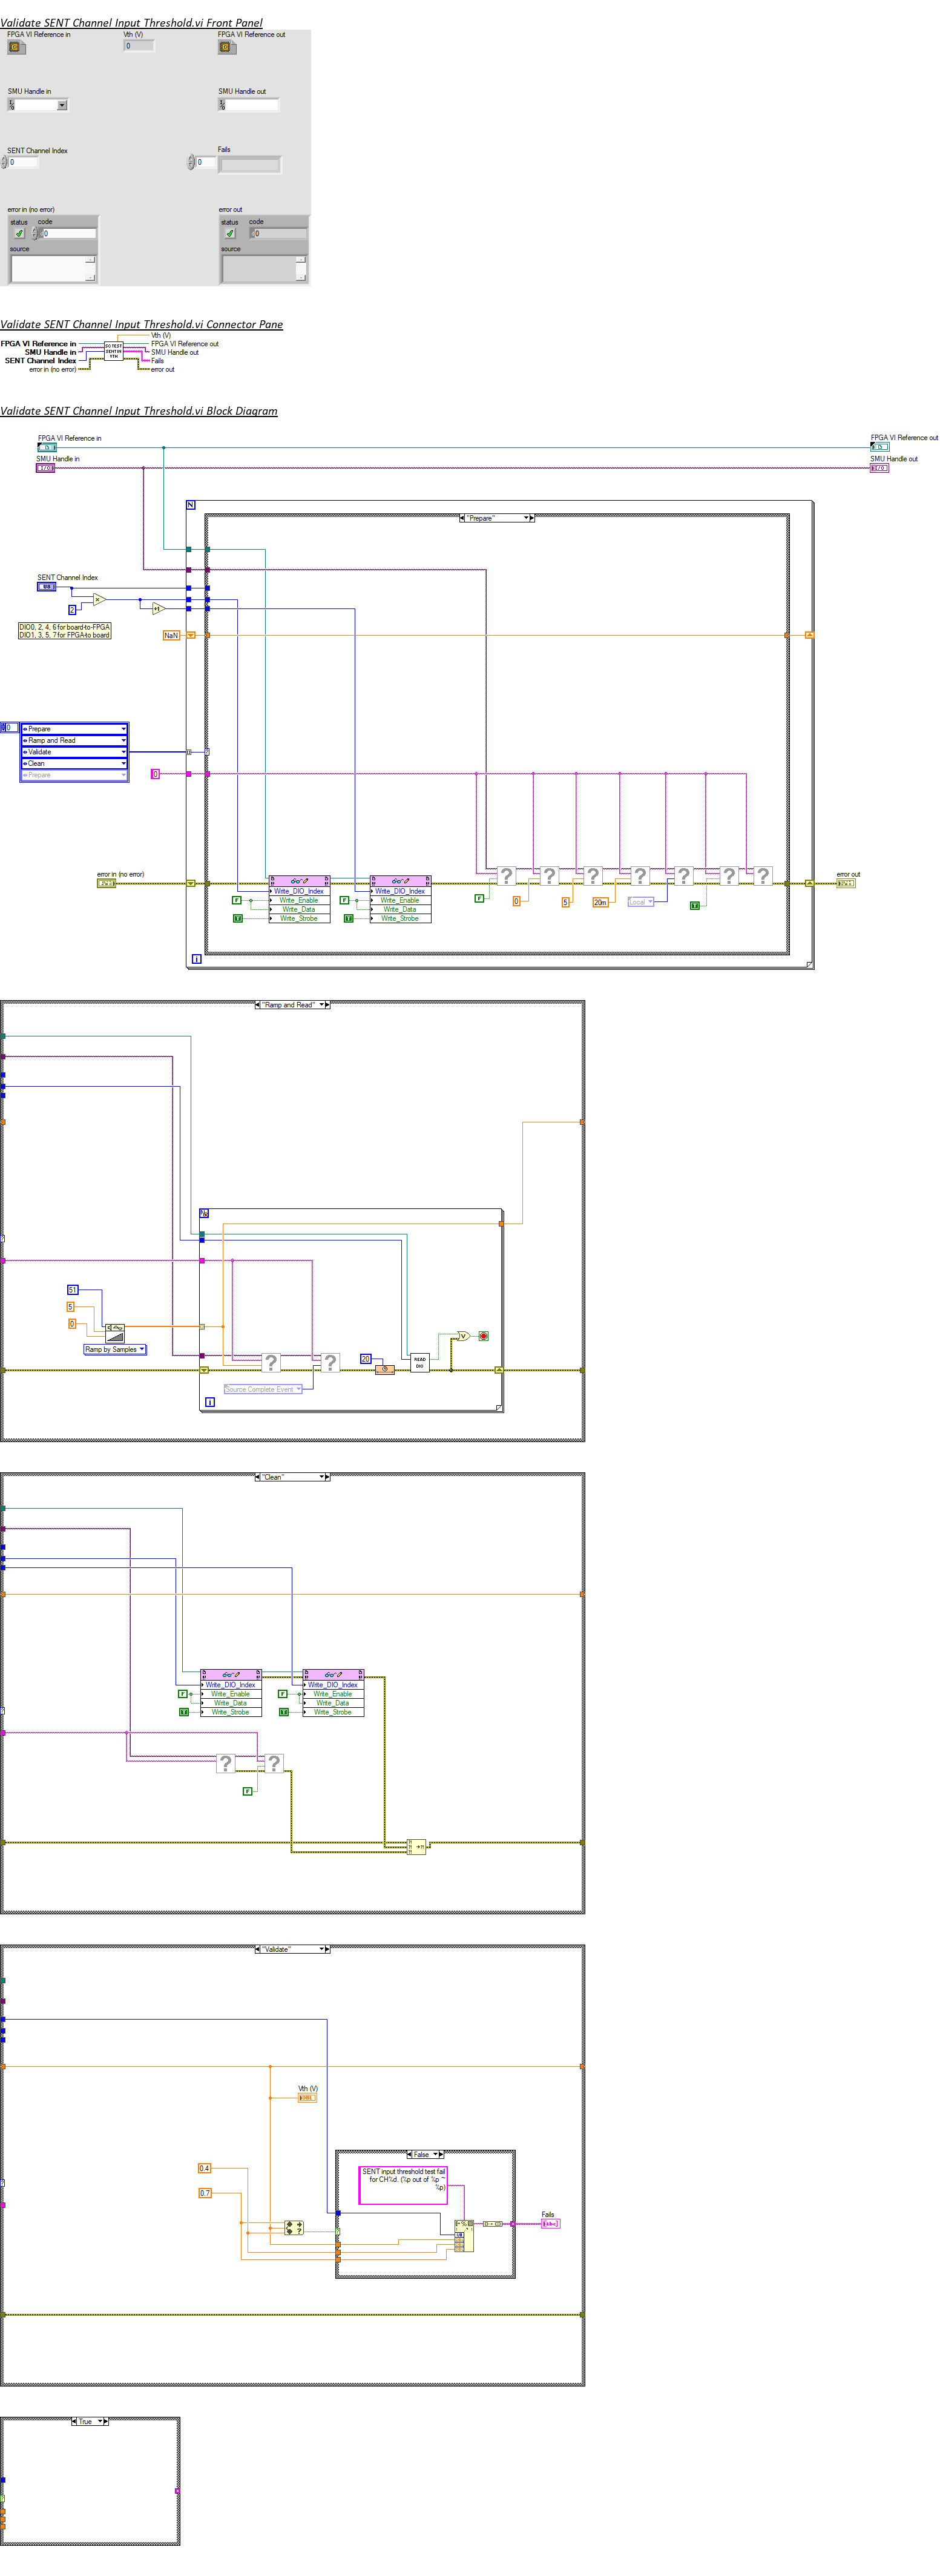 Validate SENT Channel Input Threshold.vi Front Panel
FPGA VI Reference in
Vth (V)
FPGA VI Reference out
0
SMU Handle in
SMU Handle out
SENT Channel Index
Fails
0
0
error in (no error)
error out
status code
status code
0
0
source
source
Validate SENT Channel Input Threshold.vi Connector Pane
Vth (V)
FPGA VI Reference in
FPGA VI Reference out
SMU Handle in
SMU Handle out
SENT Channel Index
Fails
error in (no error)
error out
Validate SENT Channel Input Threshold.vi Block Diagram
FPGA VI Reference in
FPGA VI Reference out
SMU Handle in
SMU Handle out
N
"Prepare"
SENT Channel Index
2
+1
DIO0, 2, 4, 6 for board-to-FPGA
DIO1, 3, 5, 7 for FPGA-to board
NaN
0
Prepare
Ramp and Read
Validate
Clean
Prepare
0
error in (no error)
error out
Write_DIO_Index
Write_DIO_Index
F
Write_Enable
F
Write_Enable
Write_Data
Write_Data
T
Write_Strobe
T
Write_Strobe
F
0
5
20m
Local
T
i
"Ramp and Read"
N
51
5
0
Ramp by Samples
20
READ
DIO
Source Complete Event
i
"Clean"
Write_DIO_Index
Write_DIO_Index
F
Write_Enable
F
Write_Enable
Write_Data
Write_Data
T
Write_Strobe
T
Write_Strobe
F
"Validate"
Vth (V)
False
0.4
SENT input threshold test fail
for CH%d. (%p out of %p ~
%p)
0.7
Fails
True